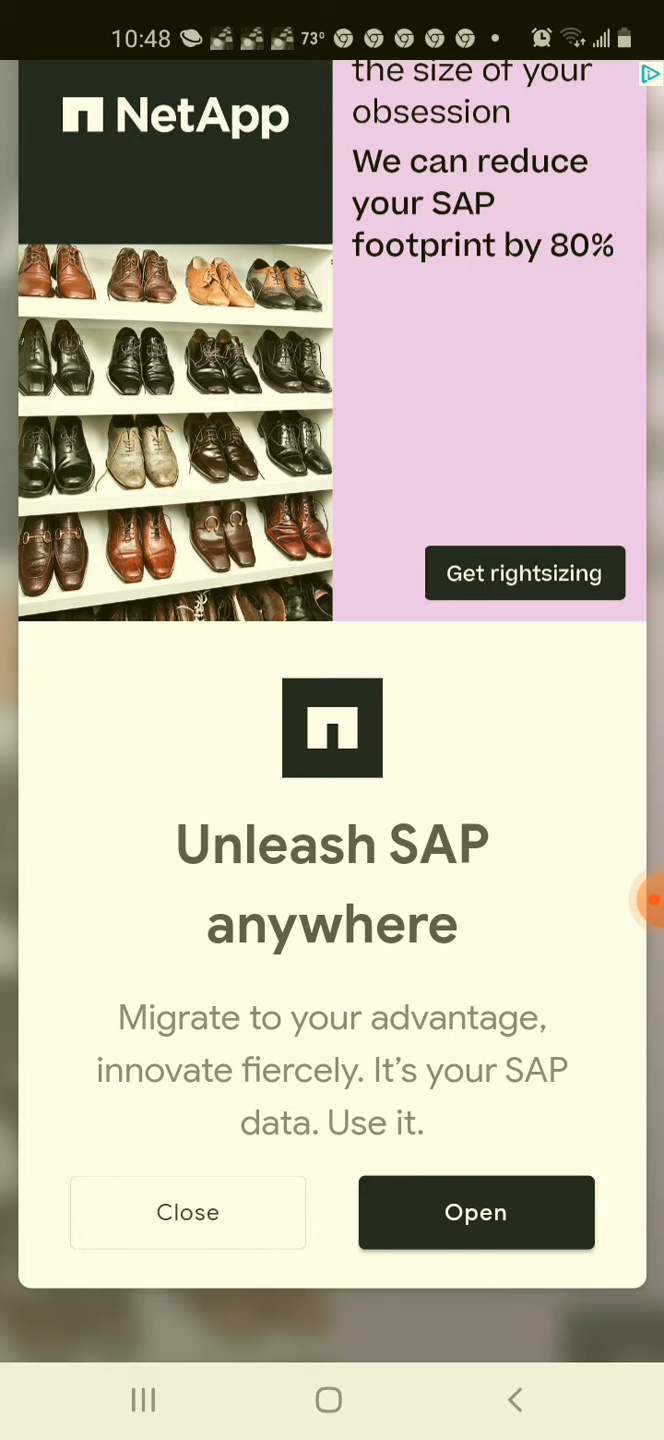 10:48
73°
NetApp
the size of your
obsession
We can reduce
your SAP
footprint by 80%
Get rightsizing
Unleash SAP
anywhere
Migrate to your advantage,
innovate fiercely. It’s your SAP
data. Use it.
Close
Open